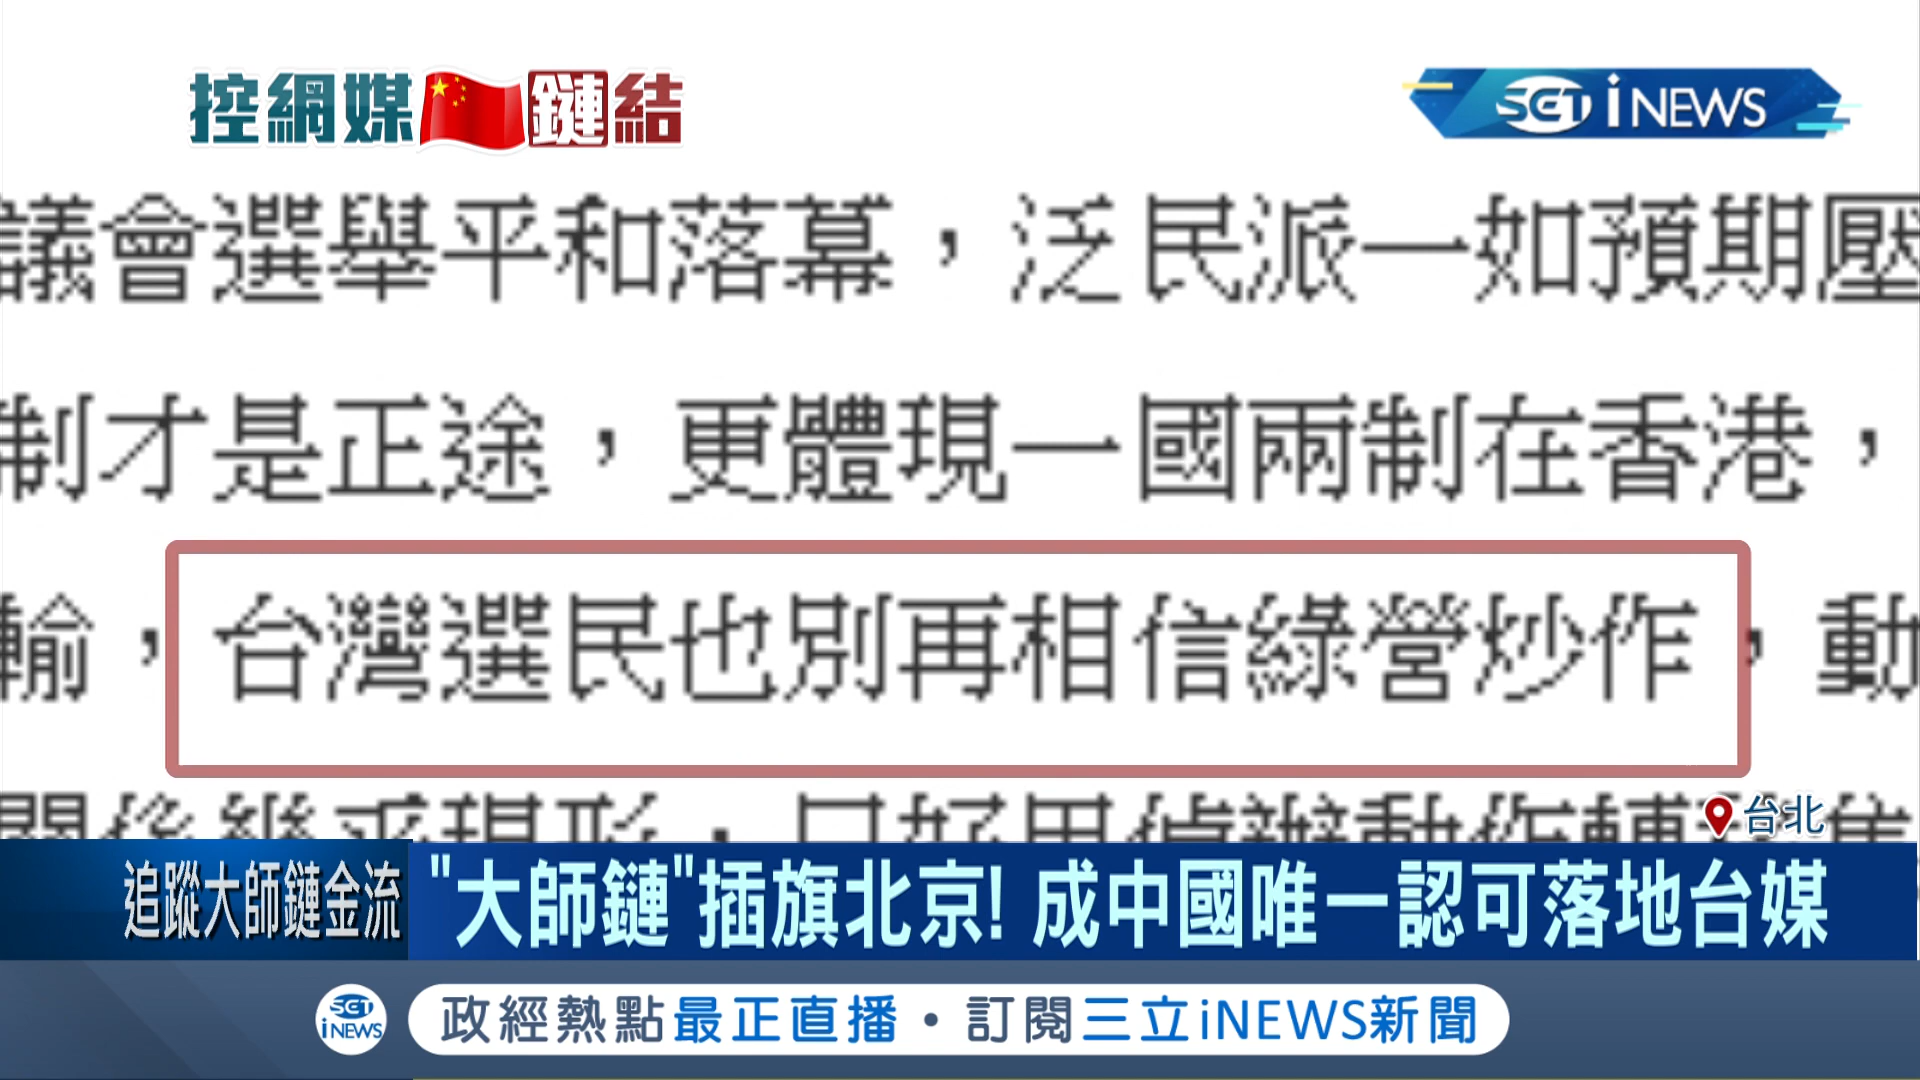 控網媒鏈結
SET iNEWS
議會選舉平和落幕，泛民派一如預期壓
制才是正途，更體現一國兩制在香港，
輸，台灣選民也別再相信綠營炒作，動
台北
追蹤大師鏈金流
"大師鏈"插旗北京! 成中國唯一認可落地台媒
SET iNEWS
政經熱點最正直播・訂閱三立iNEWS新聞